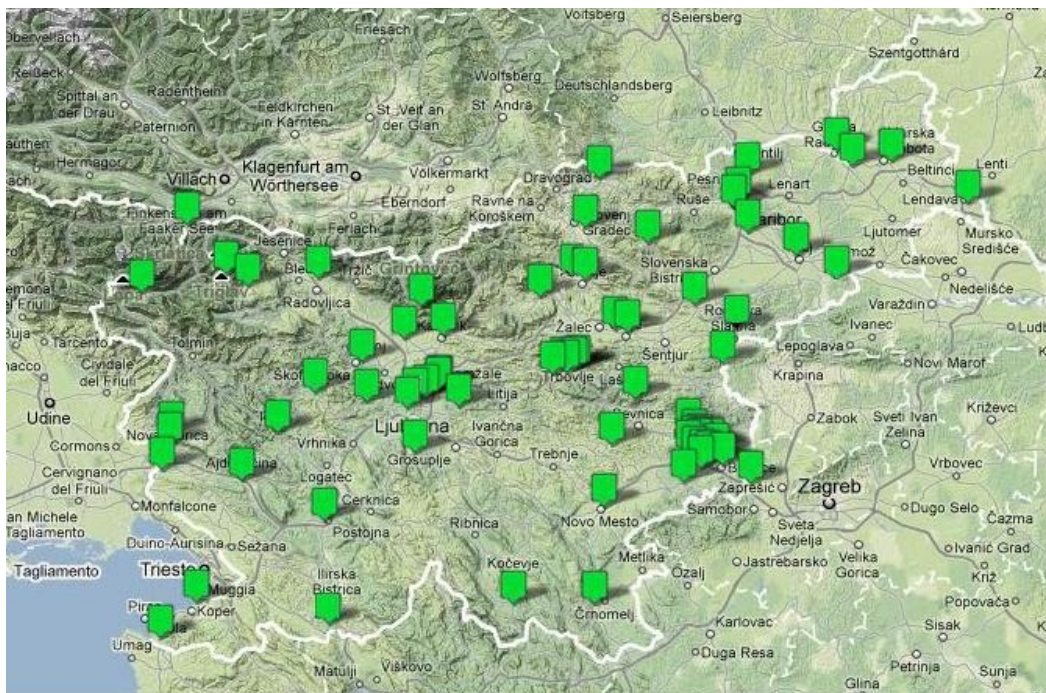 Voitsberg
Seiersberg
Friesach
Obervellach
Szentgotthárd
Reißeck
Radenthein
Wolfsberg
Deutschlandsberg
Spittal an
der Drau
Feldkirchen
in Kärnten
St. Veit an
der Glan
St. Andrä
Leibnitz
Paternion
Hermagor
Klagenfurt am
Wörthersee
Völkermarkt
Dravograd
Lenart
Beltinci
Lenti
Villach
Eberndorf
Ravne na
Koroškem
Ruše
Lendava
Faaker See
Ferlach
Gradec
Ljutomer
Mursko
Središče
Jesenice
Tržič
Grintovec
Slovenska
Bistrica
Čakovec
Nedelišče
Radovljica
Varaždin
Ivanec
Tolmin
Žalec
Šentjur
Lepoglava
Novi Marof
Tarcento
Cividale
del Friuli
Krapina
Trbovlje
Litija
Udine
Ivančna
Gorica
Zabok
Sveti Ivan
Zelina
Križevci
Cormons
Vrhnika
Ljubljana
Grosuplje
Trebnje
Vrbovec
Cervignano
del Friuli
Logatec
Zaprešić
Zagreb
Monfalcone
Cerknica
Novo Mesto
Samobor
Dugo Selo
Čazma
San Michele
Tagliamento
Postojna
Ribnica
Sveta
Nedjelja
Duino-Aurisina
Sežana
Metlika
Velika
Gorica
Ivanić Grad
Tagliamento
Trieste
Ilirska
Bistrica
Kočevje
Ozalj
Jastrebarsko
Križ
Muggia
Koper
Črnomelj
Popovača
Umag
Karlovac
Sisak
Matulji
Viškovo
Duga Resa
Petrinja
Sunja
Glina